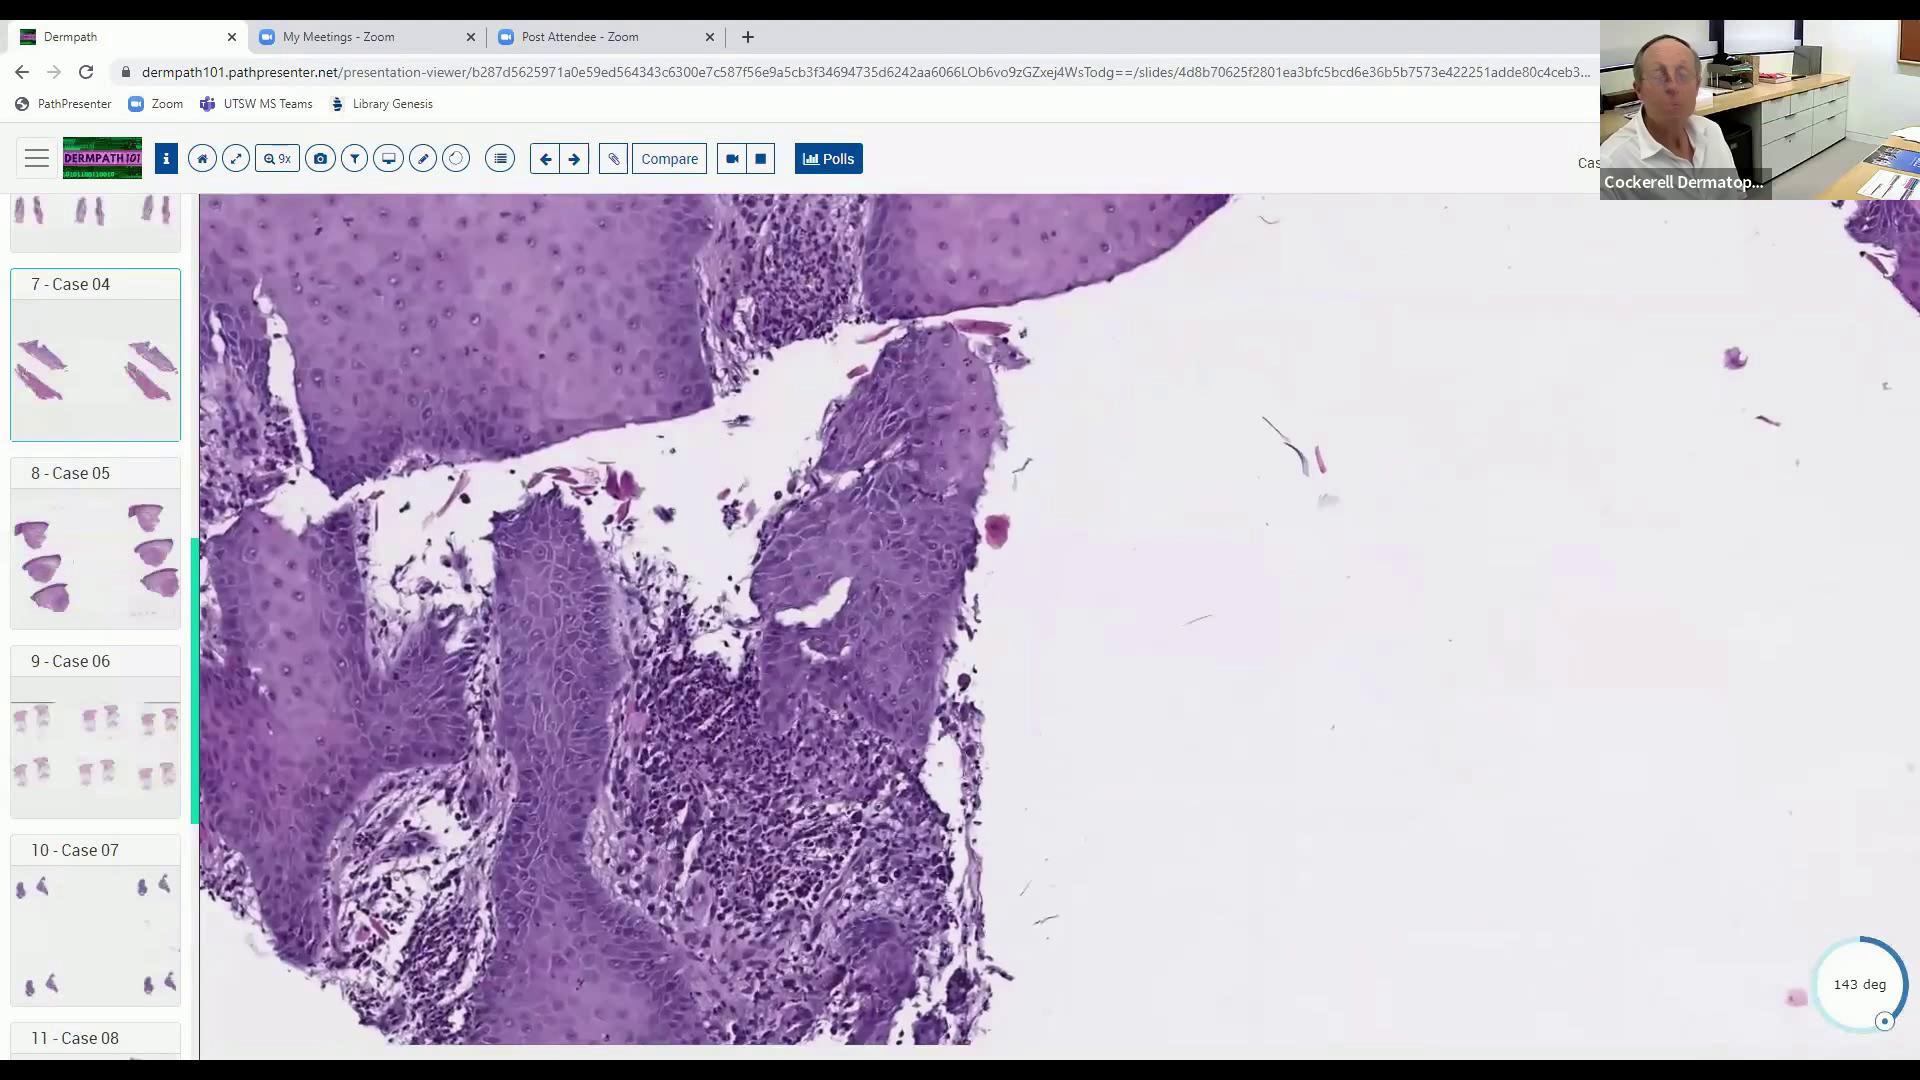 Dermpath
My Meetings - Zoom
Post Attendee - Zoom
dermpath101.pathpresenter.net/presentation-viewer/b287d5625971a0e59ed564343c6300e7c587f56e9a5cb3f34694735d6242aa6066LOb6vo9zGZxej4WsTodg==/slides/4d8b70625f2801ea3bfc5bcd6e36b5b7573e422251adde80c4ceb3...
PathPresenter
Zoom
UTSW MS Teams
Library Genesis
DERMPATH 101
i
9x
Compare
Polls
Cas
Cockerell Dermatop...
7 - Case 04
8 - Case 05
9 - Case 06
10 - Case 07
11 - Case 08
143 deg